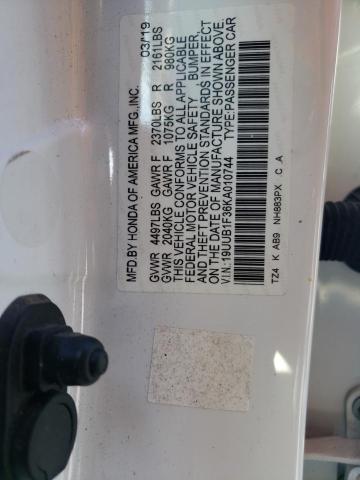 MFD.BY HONDA OF AMERICA MFG.,INC. 03/19
GVWR 4497LBS GAWR F 2370LBS R 2161LBS
GVWR 2040KG GAWR F 1075KG R 980KG
THIS VEHICLE CONFORMS TO ALL APPLICABLE
FEDERAL MOTOR VEHICLE SAFETY, BUMPER,
AND THEFT PREVENTION STANDARDS IN EFFECT
ON THE DATE OF MANUFACTURE SHOWN ABOVE.
V.I.N.:19UUB1F36KA010744 TYPE:PASSENGER CAR
TZ4 K AB9 NH883PX C A